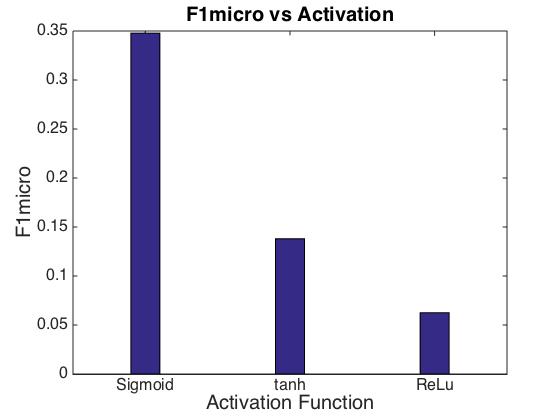 F1micro vs Activation
0.35
0.3
0.25
0.2
0.15
0.1
0.05
0
F1micro
Sigmoid tanh ReLu
Activation Function